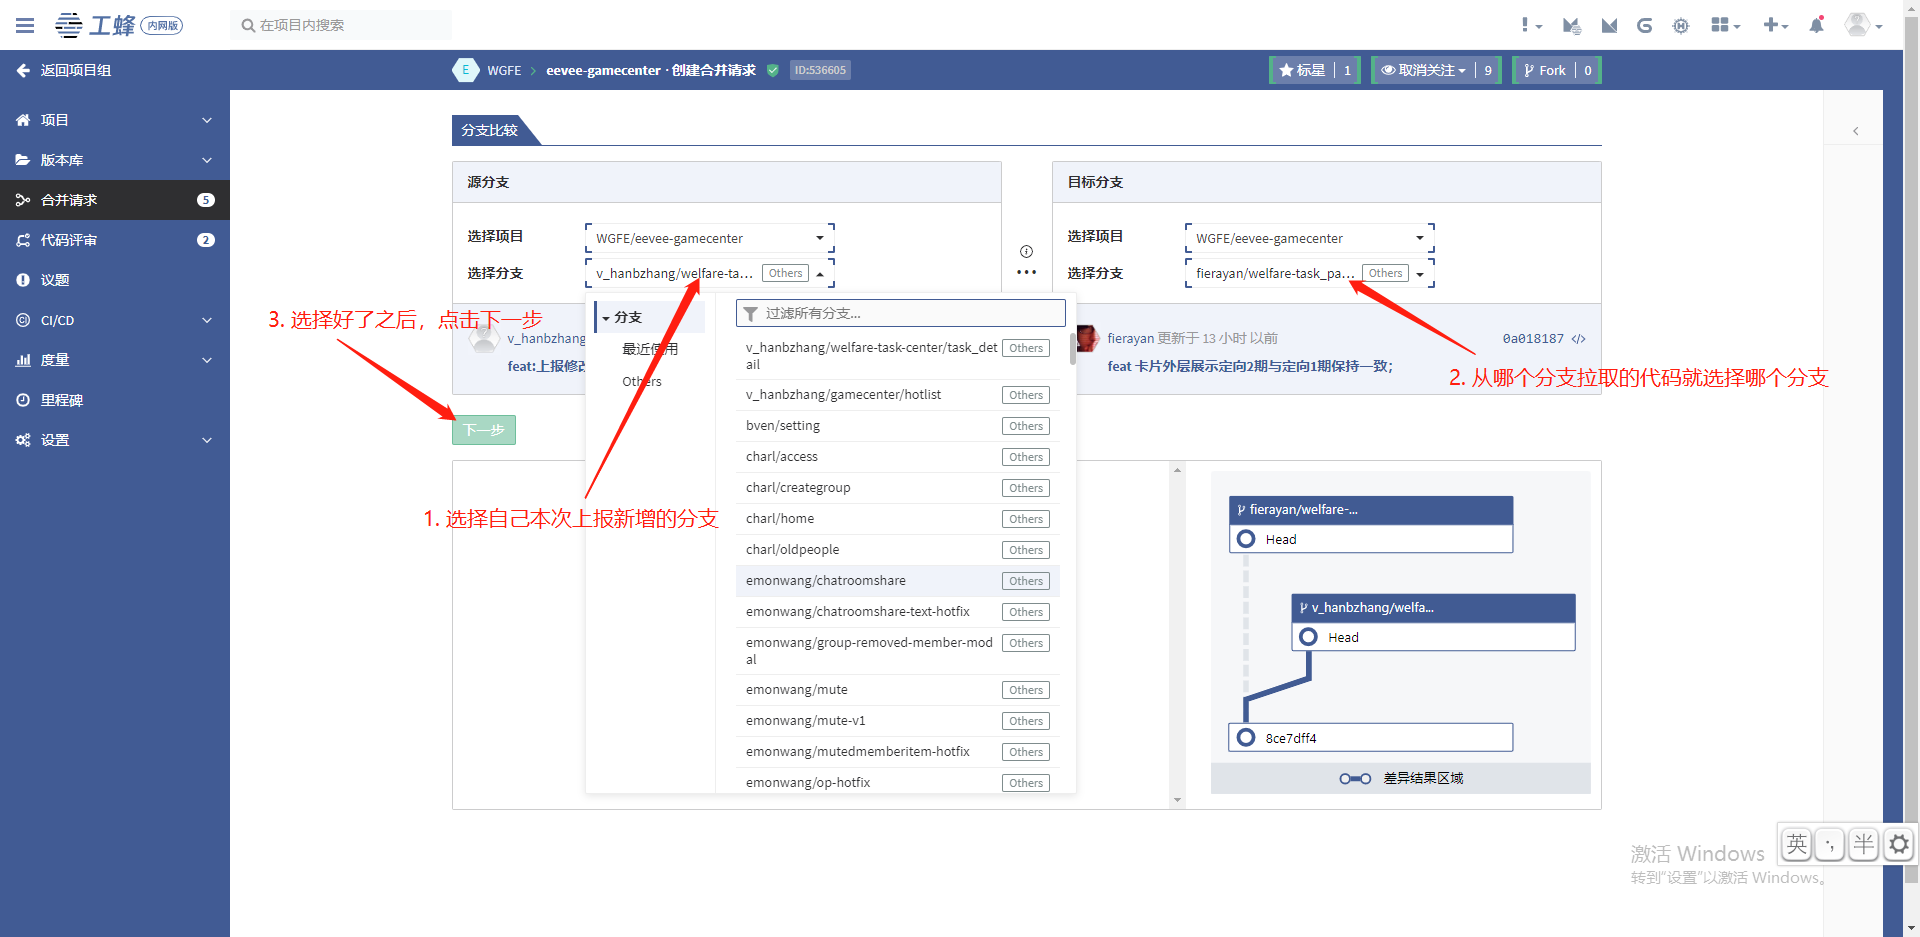 工蜂 内网版
在项目内搜索
返回项目组
E WGFE > eevee-gamecenter · 创建合并请求 ID:536605
标星 1
取消关注 9
Fork 0
项目
版本库
合并请求 5
代码评审 2
议题
CI/CD
度量
里程碑
设置
分支比较
源分支
选择项目 WGFE/eevee-gamecenter
选择分支 v_hanbzhang/welfare-ta... Others
目标分支
选择项目 WGFE/eevee-gamecenter
选择分支 fierayan/welfare-task_pa... Others
3. 选择好了之后，点击下一步
v_hanbzhang
feat:上报修改
fierayan 更新于 13 小时 以前 0a018187
feat 卡片外层展示定向2期与定向1期保持一致；
2. 从哪个分支拉取的代码就选择哪个分支
下一步
1. 选择自己本次上报新增的分支
分支
最近使用
Others
过滤所有分支...
v_hanbzhang/welfare-task-center/task_det Others
ail
v_hanbzhang/gamecenter/hotlist Others
bven/setting Others
charl/access Others
charl/creategroup Others
charl/home Others
charl/oldpeople Others
emonwang/chatroomshare Others
emonwang/chatroomshare-text-hotfix Others
emonwang/group-removed-member-mod Others
al
emonwang/mute Others
emonwang/mute-v1 Others
emonwang/mutedmemberitem-hotfix Others
emonwang/op-hotfix Others
fierayan/welfare-...
Head
v_hanbzhang/welfa...
Head
8ce7dff4
差异结果区域
激活 Windows
转到“设置”以激活 Windows。
英 ·, 半